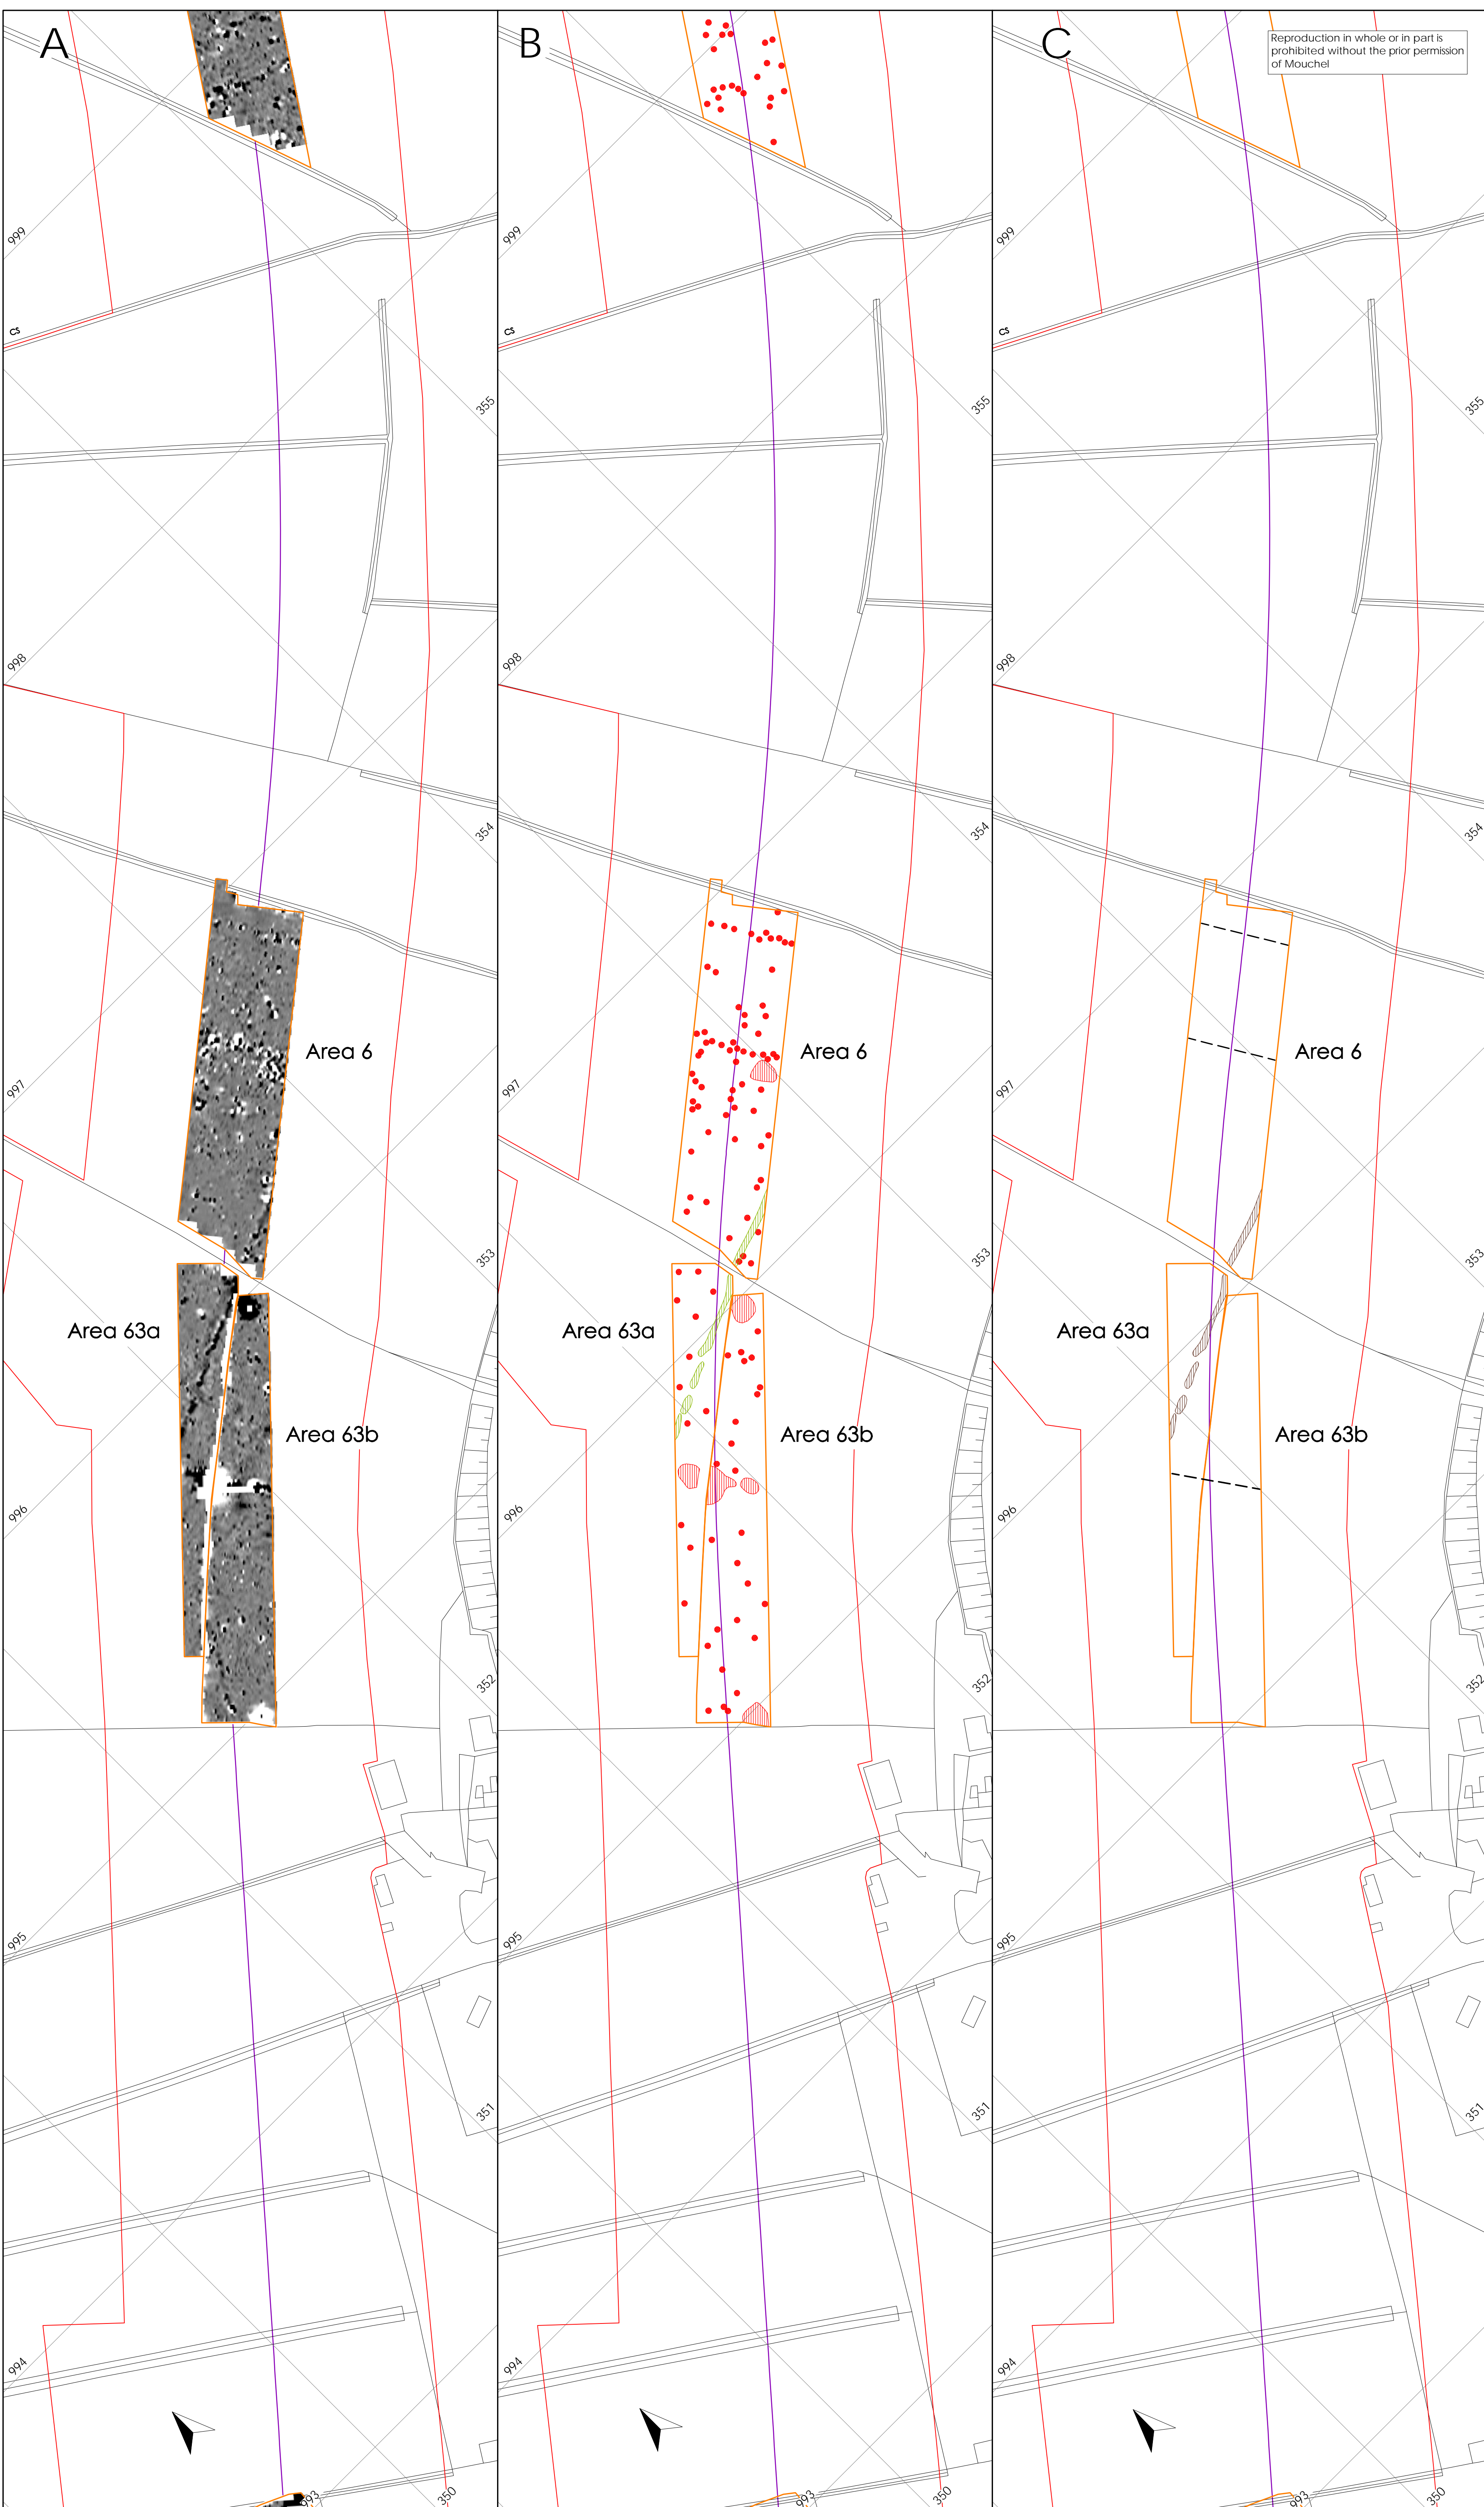 A
999
cs
355
998
354
997
Area 6
353
Area 63a
Area 63b
996
352
995
351
994
993
350
B
999
cs
355
998
354
997
Area 6
353
Area 63a
Area 63b
996
352
995
351
994
993
350
C
Reproduction in whole or in part is
prohibited without the prior permission
of Mouchel
999
cs
355
998
354
997
Area 6
353
Area 63a
Area 63b
996
352
995
351
994
993
350